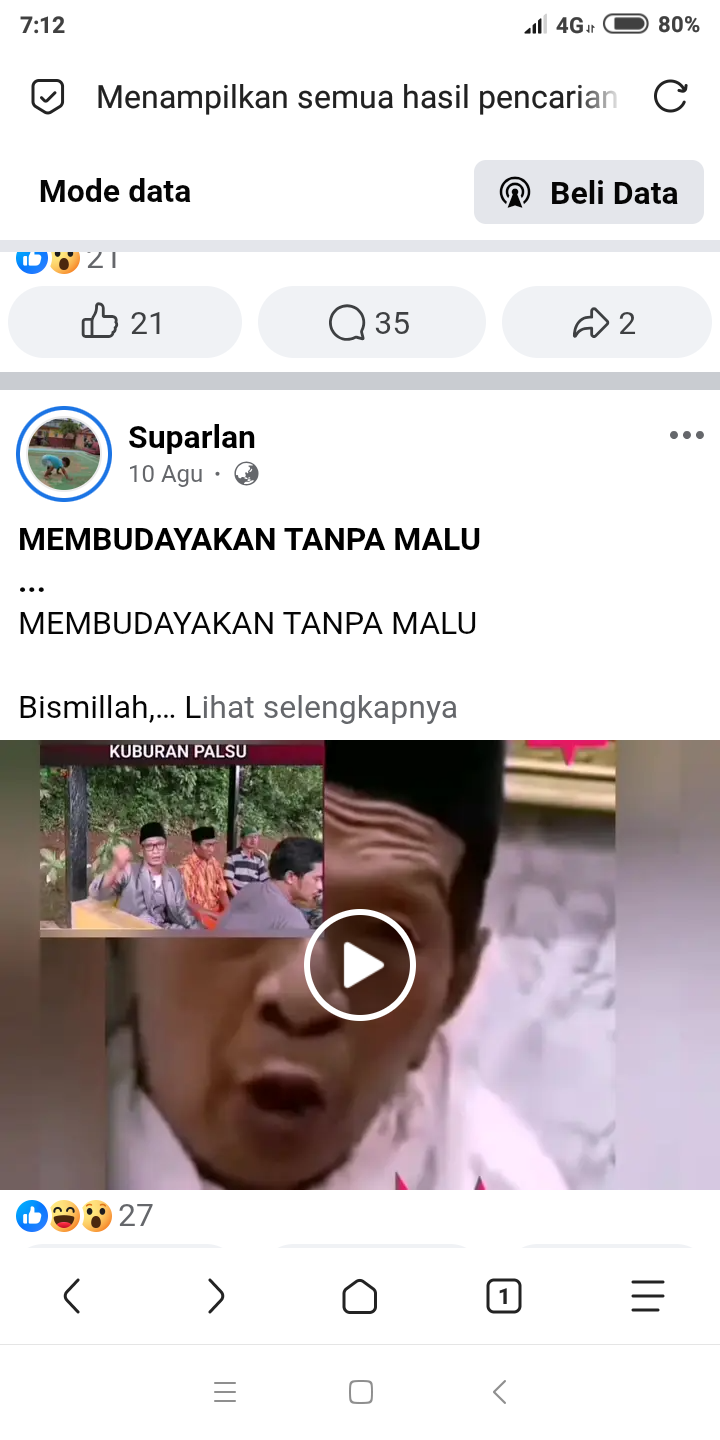 7:12
4G
80%
Menampilkan semua hasil pencarian
Mode data
Beli Data
21
21
35
2
Suparlan
10 Agu ·
MEMBUDAYAKAN TANPA MALU
...
MEMBUDAYAKAN TANPA MALU
Bismillah,... Lihat selengkapnya
KUBURAN PALSU
27
1